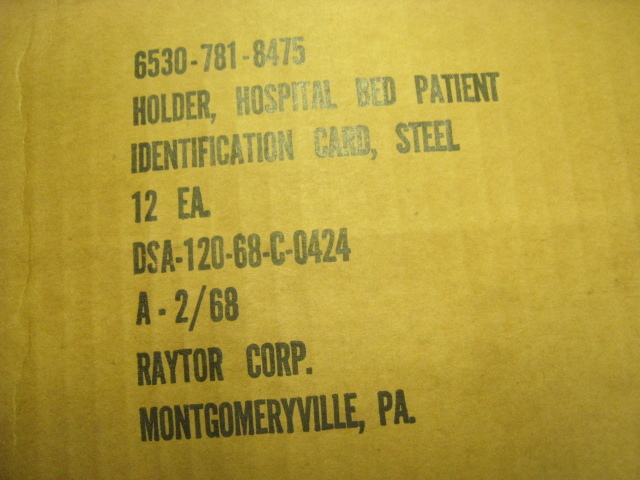 6530-781-8475
HOLDER, HOSPITAL BED PATIENT
IDENTIFICATION CARD, STEEL
12 EA.
DSA-120-68-C-0424
A - 2/68
RAYTOR CORP.
MONTGOMERYVILLE, PA.